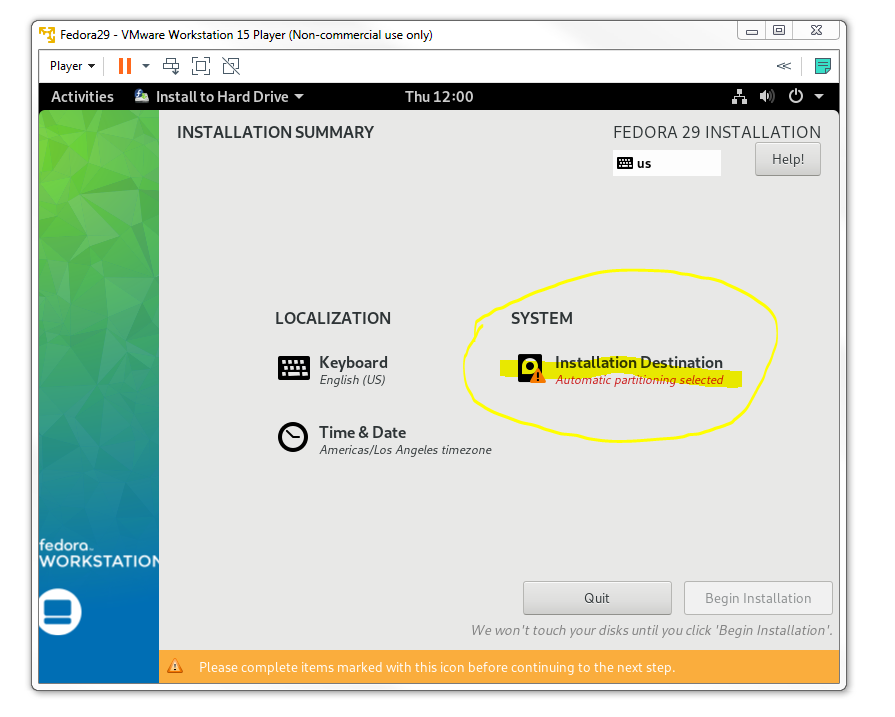 Fedora29 - VMware Workstation 15 Player (Non-commercial use only)
Player
Activities Install to Hard Drive Thu 12:00
INSTALLATION SUMMARY
FEDORA 29 INSTALLATION
us
Help!
LOCALIZATION
Keyboard
English (US)
Time & Date
Americas/Los Angeles timezone
SYSTEM
Installation Destination
Automatic partitioning selected
fedora
WORKSTATION
Quit
Begin Installation
We won't touch your disks until you click 'Begin Installation'.
Please complete items marked with this icon before continuing to the next step.